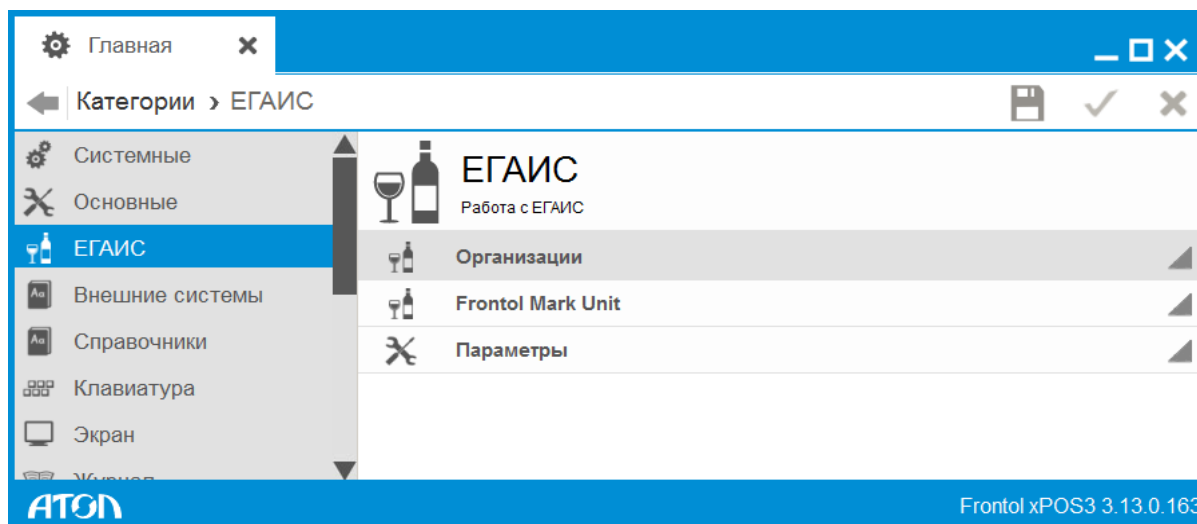 Главная
Категории › ЕГАИС
Системные
Основные
ЕГАИС
Внешние системы
Справочники
Клавиатура
Экран
Журнал
ЕГАИС
Работа с ЕГАИС
Организации
Frontol Mark Unit
Параметры
АТОЛ
Frontol xPOS3 3.13.0.163